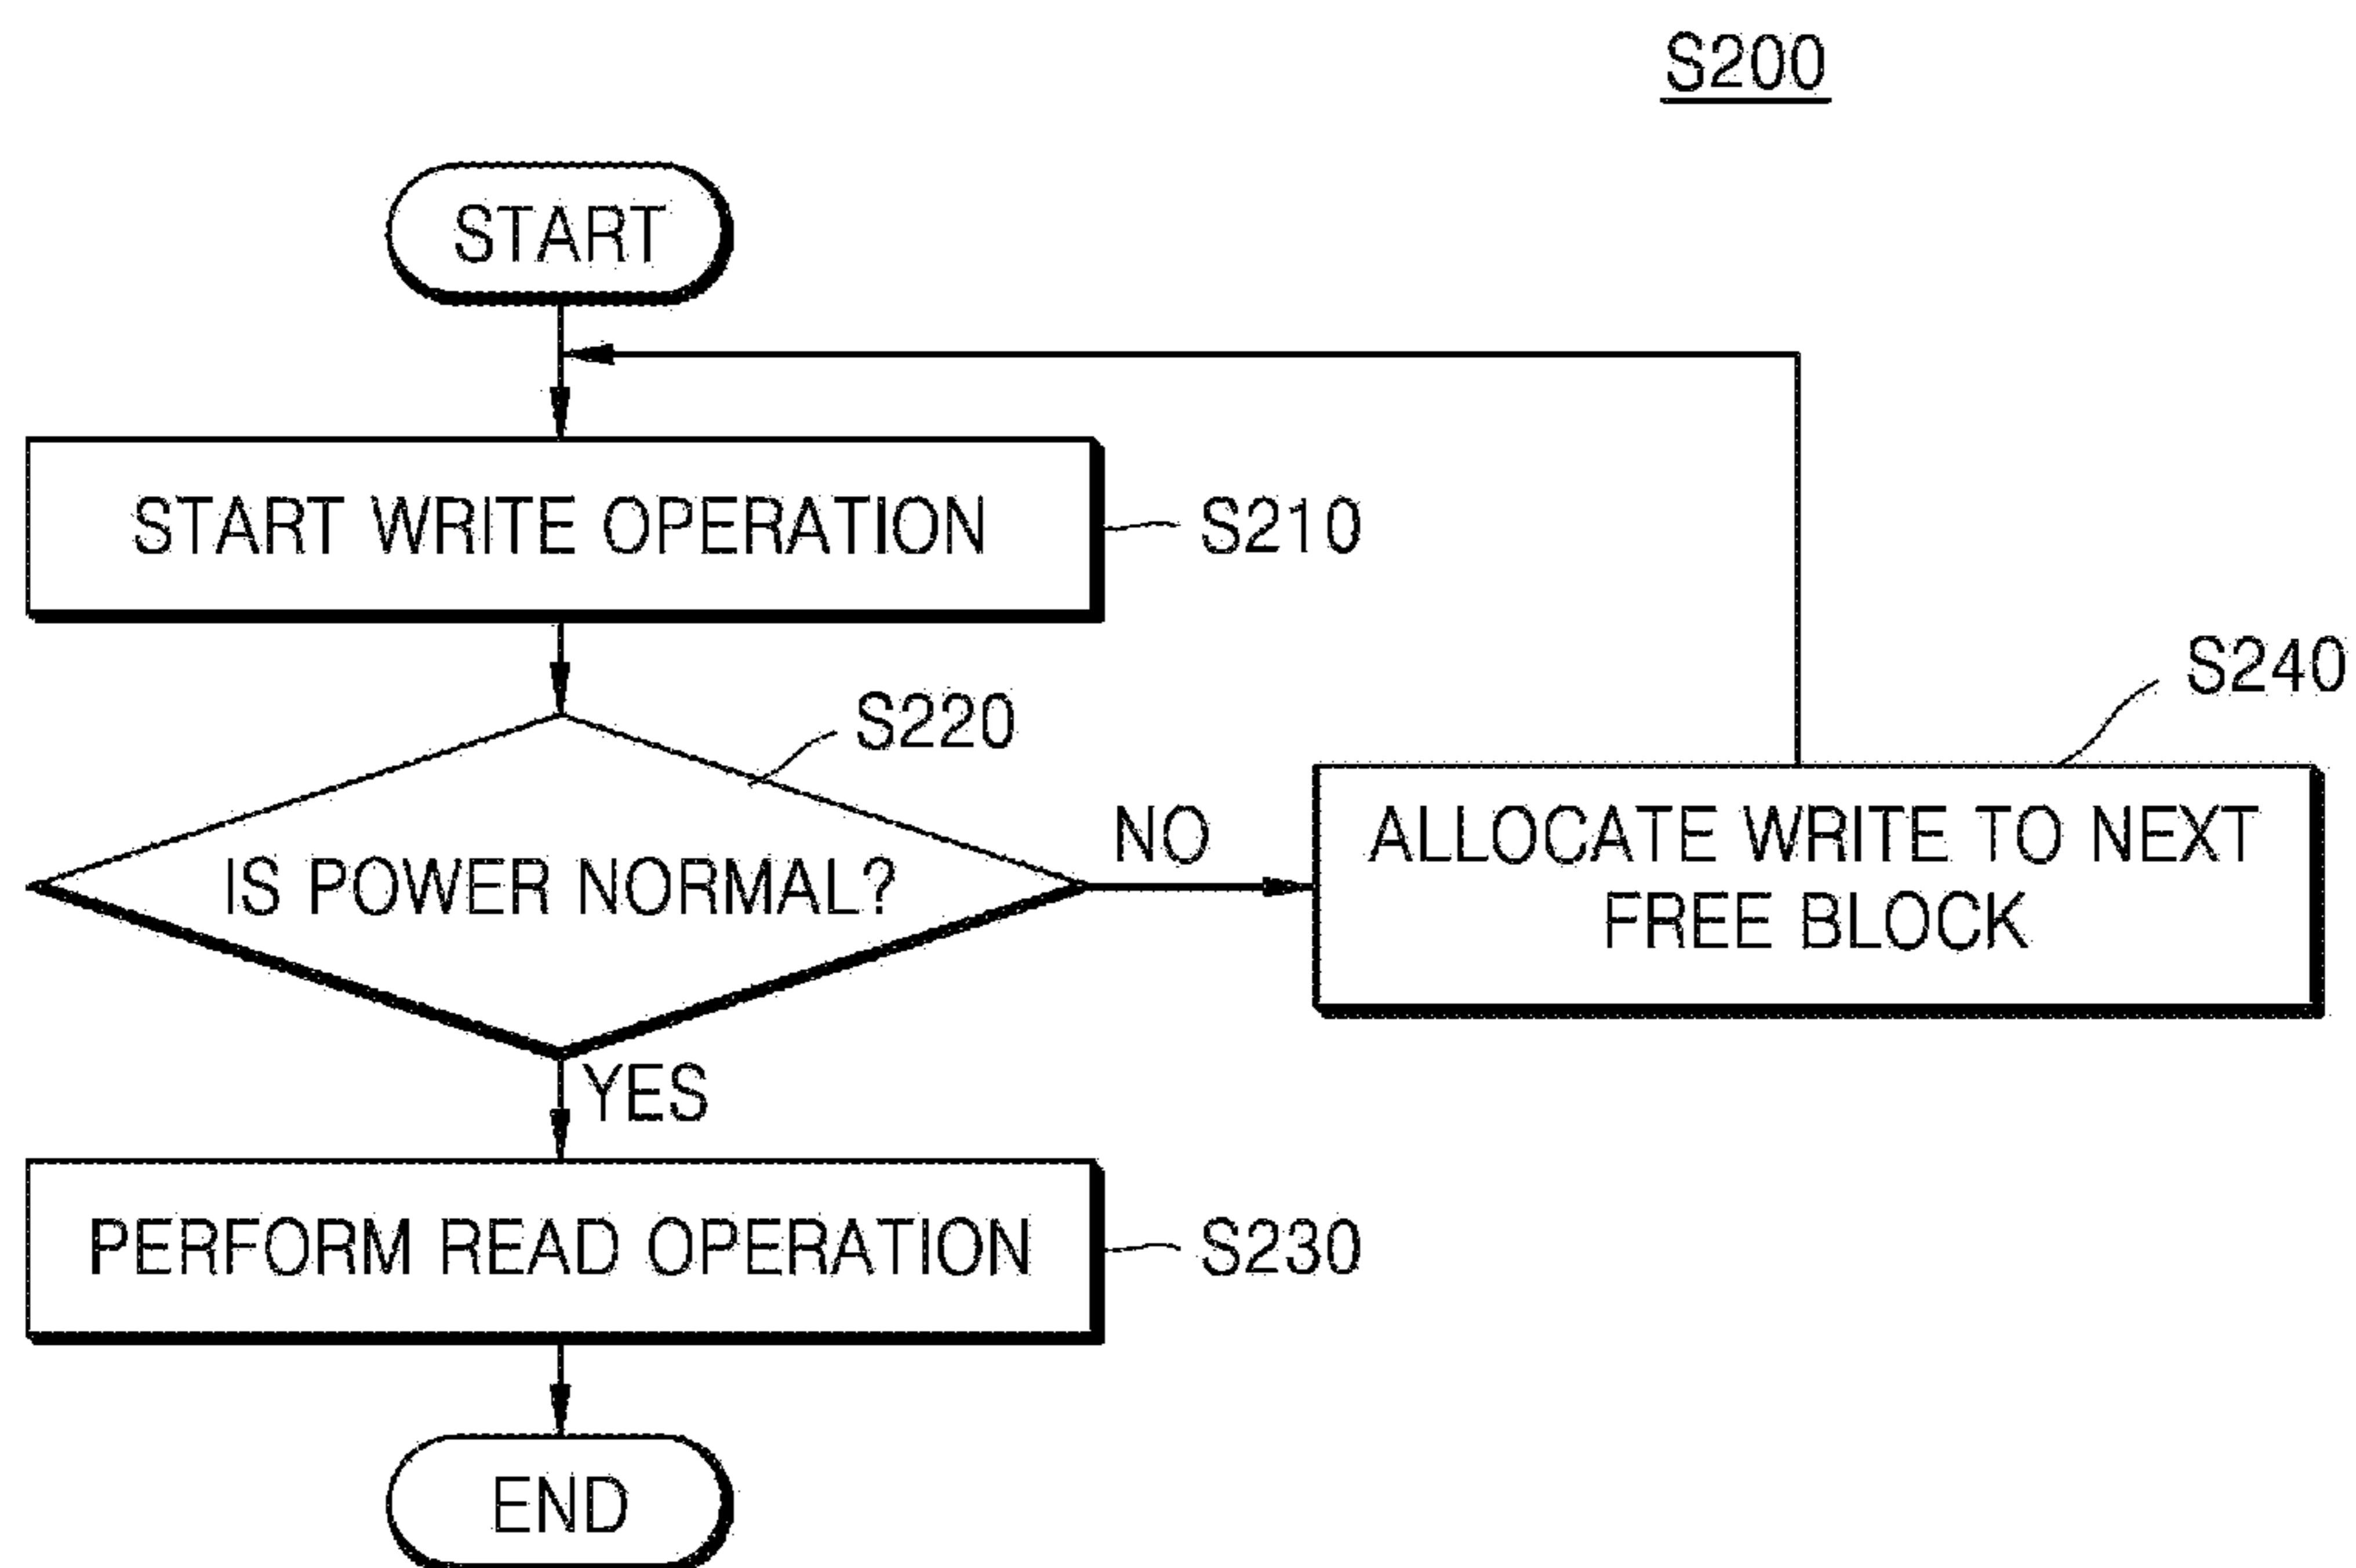 S200
START
START WRITE OPERATION
S210
S220
IS POWER NORMAL?
NO
S240
ALLOCATE WRITE TO NEXT
FREE BLOCK
YES
PERFORM READ OPERATION
S230
END